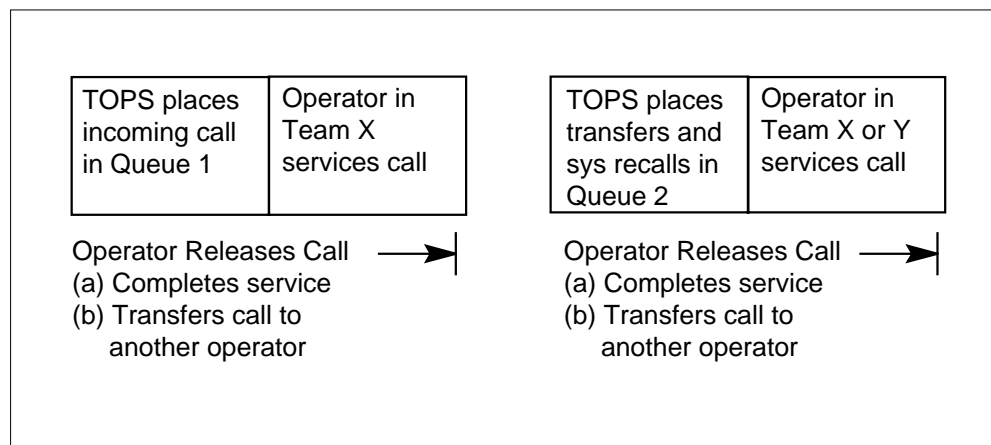 TOPS places
incoming call
in Queue 1
Operator in
Team X
services call
Operator Releases Call
(a) Completes service
(b) Transfers call to
another operator
TOPS places
transfers and
sys recalls in
Queue 2
Operator in
Team X or Y
services call
Operator Releases Call
(a) Completes service
(b) Transfers call to
another operator